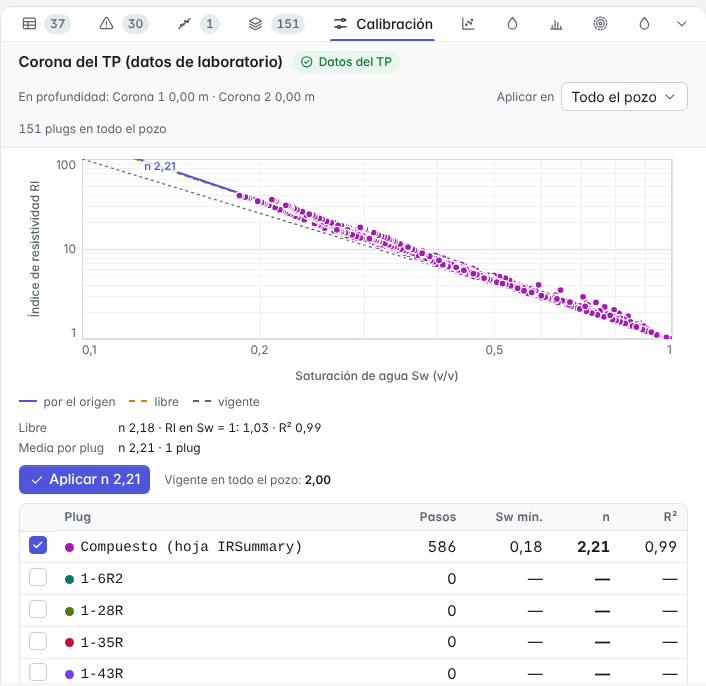 37 30 1 151 Calibración
Corona del TP (datos de laboratorio) Datos del TP
En profundidad: Corona 1 0,00 m · Corona 2 0,00 m Aplicar en Todo el pozo
151 plugs en todo el pozo
100
10
1
Índice de resistividad RI
n 2,21
0,1 0,2 0,5 1
Saturación de agua Sw (v/v)
por el origen libre vigente
Libre n 2,18 · RI en Sw = 1: 1,03 · R² 0,99
Media por plug n 2,21 · 1 plug
Aplicar n 2,21 Vigente en todo el pozo: 2,00
Plug Pasos Sw mín. n R²
Compuesto (hoja IRSummary) 586 0,18 2,21 0,99
1-6R2 0 — — —
1-28R 0 — — —
1-35R 0 — — —
1-43R 0 — — —